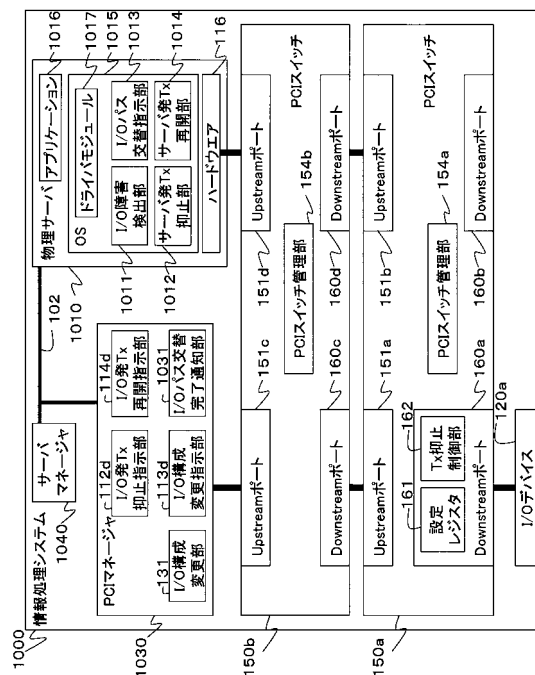 1000
情報処理システム
1040
サーバ
マネージャ
102
1010
物理サーバ
アプリケーション
1016
OS
ドライバモジュール
1017
1015
I/O障害
検出部
I/Oパス
交替指示部
1013
サーバ発Tx
抑止部
サーバ発Tx
再開部
1014
1011
1012
ハードウエア
116
1030
PCIマネージャ
112d
I/O発Tx
抑止指示部
114d
I/O発Tx
再開指示部
131
I/O構成
変更部
113d
I/O構成
変更指示部
1031
I/Oパス交替
完了通知部
150b
Upstreamポート
151c
151d
Upstreamポート
PCIスイッチ
PCIスイッチ管理部
154b
Downstreamポート
160c
160d
Downstreamポート
150a
Upstreamポート
151a
151b
Upstreamポート
PCIスイッチ
PCIスイッチ管理部
154a
161
設定
レジスタ
162
Tx抑止
制御部
Downstreamポート
160a
160b
Downstreamポート
120a
I/Oデバイス